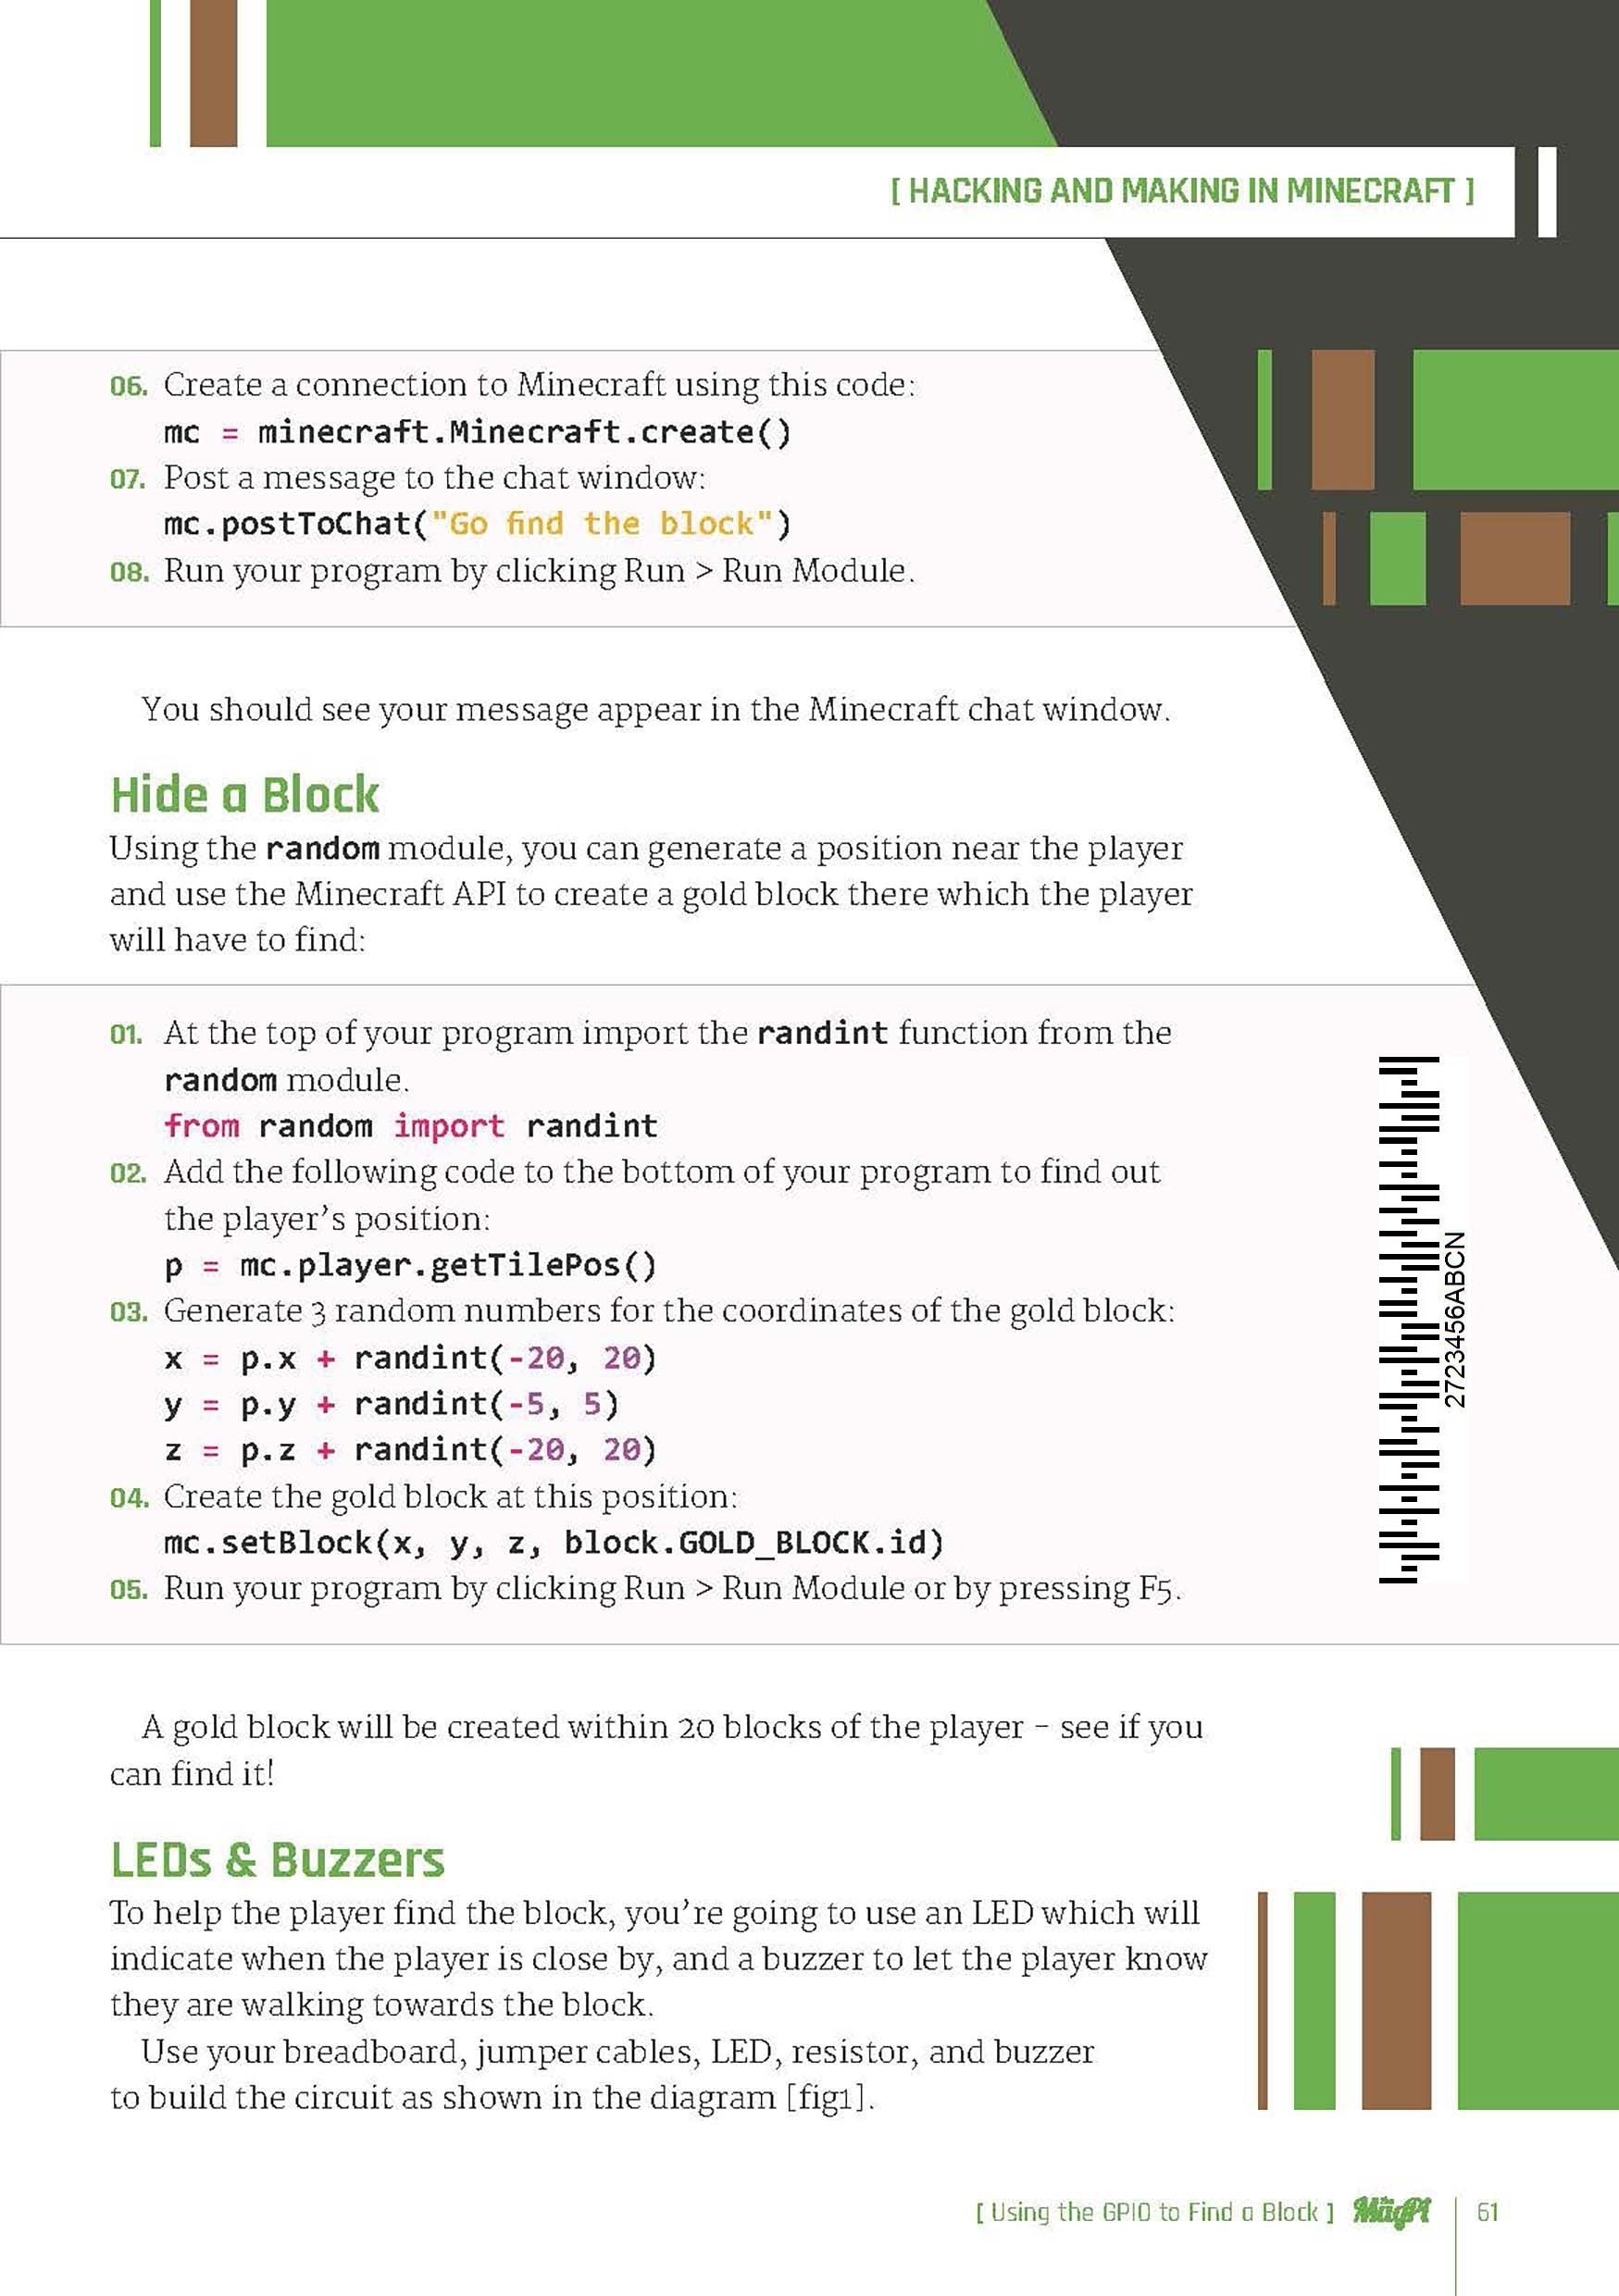 [ HACKING AND MAKING IN MINECRAFT ]
06. Create a connection to Minecraft using this code:
mc = minecraft.Minecraft.create()
07. Post a message to the chat window:
mc.postToChat("Go find the block")
08. Run your program by clicking Run > Run Module.
You should see your message appear in the Minecraft chat window.
Hide a Block
Using the random module, you can generate a position near the player
and use the Minecraft API to create a gold block there which the player
will have to find:
01. At the top of your program import the randint function from the
random module.
from random import randint
02. Add the following code to the bottom of your program to find out
the player’s position:
p = mc.player.getTilePos()
03. Generate 3 random numbers for the coordinates of the gold block:
x = p.x + randint(-20, 20)
y = p.y + randint(-5, 5)
z = p.z + randint(-20, 20)
04. Create the gold block at this position:
mc.setBlock(x, y, z, block.GOLD_BLOCK.id)
05. Run your program by clicking Run > Run Module or by pressing F5.
2723456ABCN
A gold block will be created within 20 blocks of the player – see if you
can find it!
LEDs & Buzzers
To help the player find the block, you’re going to use an LED which will
indicate when the player is close by, and a buzzer to let the player know
they are walking towards the block.
Use your breadboard, jumper cables, LED, resistor, and buzzer
to build the circuit as shown in the diagram [fig1].
[ Using the GPIO to Find a Block ] The MagPi 61